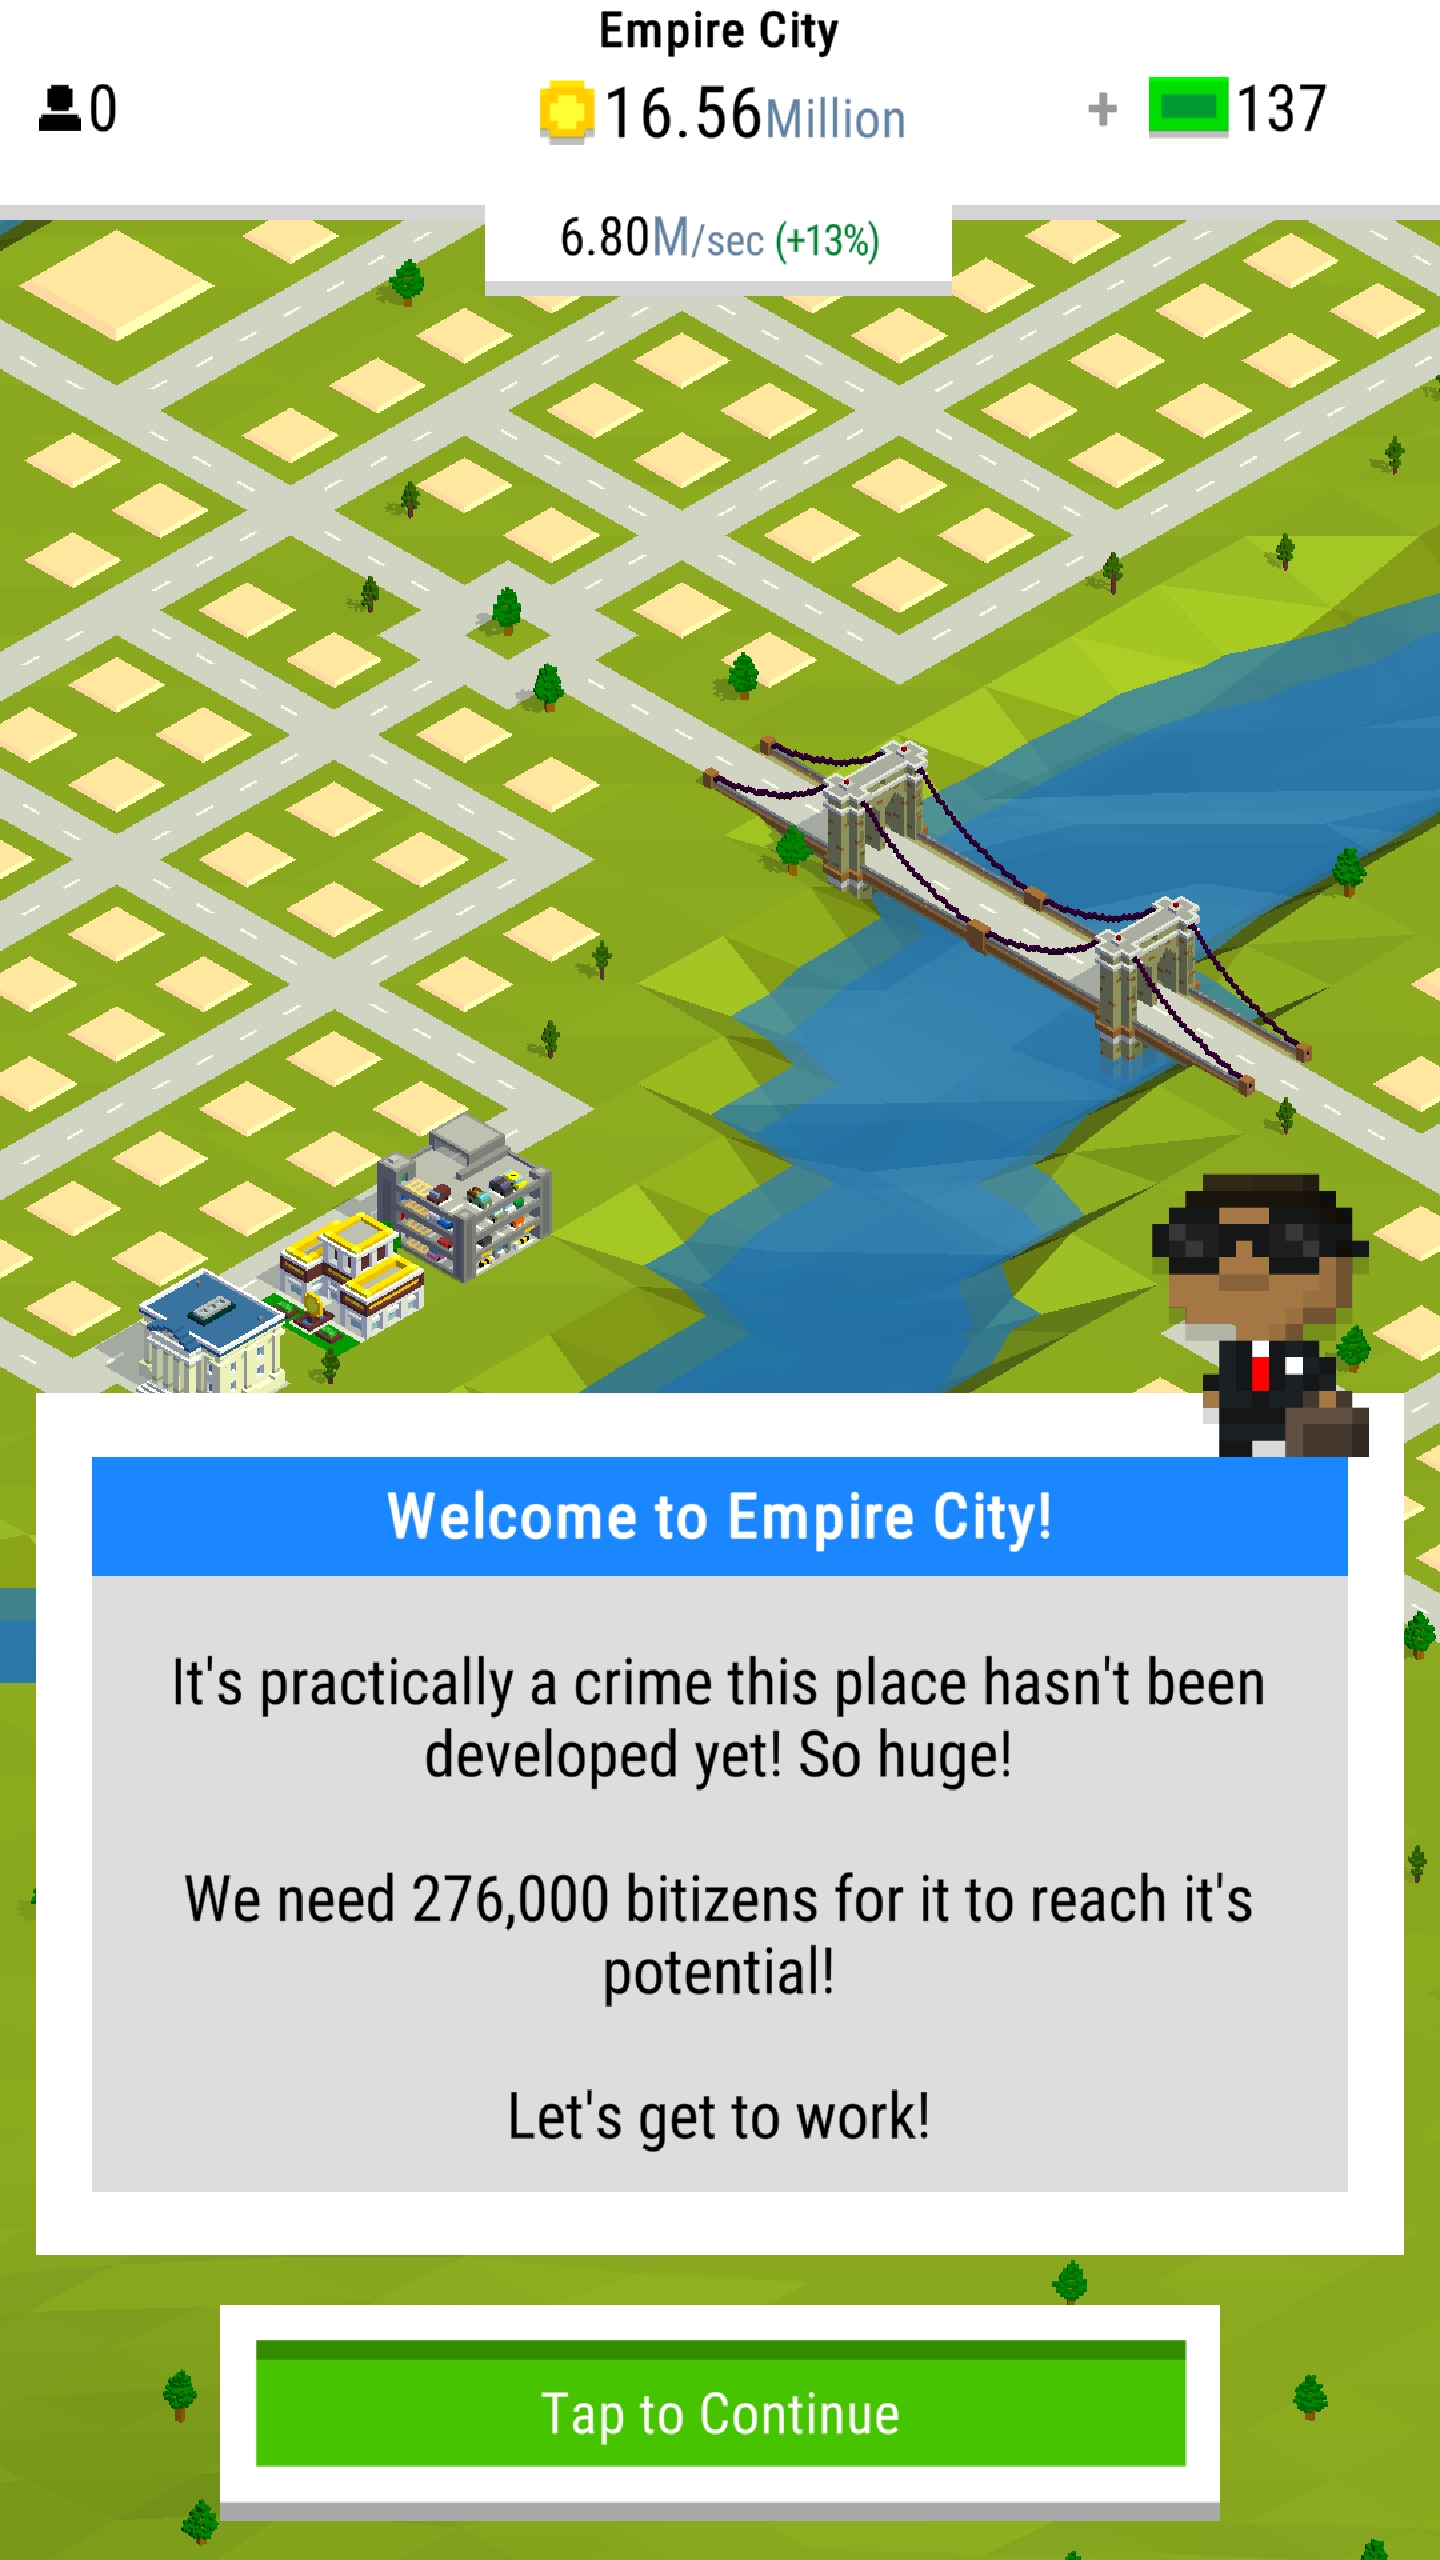 Empire City
0
16.56Million
+ 137
6.80M/sec (+13%)
Welcome to Empire City!
It's practically a crime this place hasn't been
developed yet! So huge!
We need 276,000 bitizens for it to reach it's
potential!
Let's get to work!
Tap to Continue